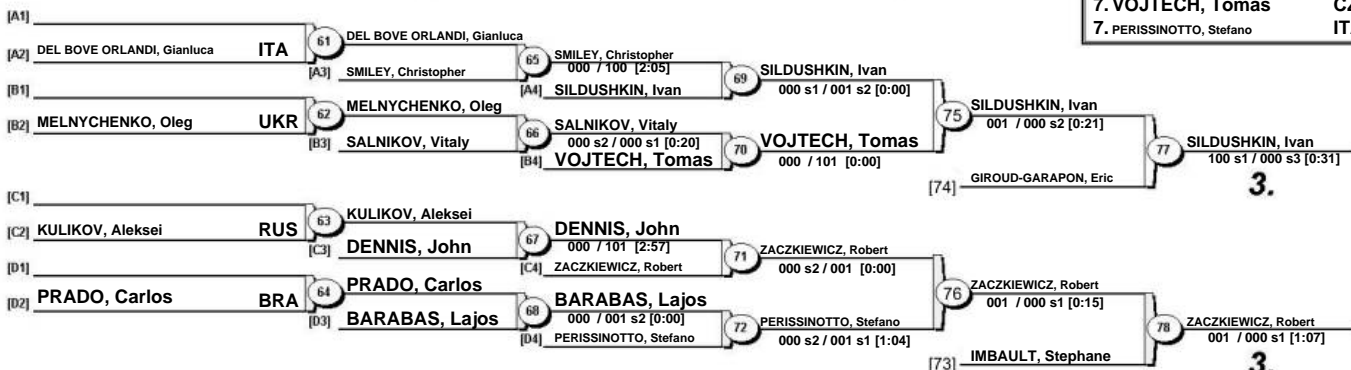 7. VOJTECH, Tomas CZ
7. PERISSINOTTO, Stefano IT
[A1]
[A2] DEL BOVE ORLANDI, Gianluca ITA
61
DEL BOVE ORLANDI, Gianluca
[A3] SMILEY, Christopher
65
SMILEY, Christopher
000 / 100 [2:05]
[A4] SILDUSHKIN, Ivan
69
SILDUSHKIN, Ivan
000 s1 / 001 s2 [0:00]
[B1]
[B2] MELNYCHENKO, Oleg UKR
62
MELNYCHENKO, Oleg
[B3] SALNIKOV, Vitaly
66
SALNIKOV, Vitaly
000 s2 / 000 s1 [0:20]
[B4] VOJTECH, Tomas
70
VOJTECH, Tomas
000 / 101 [0:00]
75
SILDUSHKIN, Ivan
001 / 000 s2 [0:21]
[74] GIROUD-GARAPON, Eric
77
SILDUSHKIN, Ivan
100 s1 / 000 s3 [0:31]
3.
[C1]
[C2] KULIKOV, Aleksei RUS
63
KULIKOV, Aleksei
[C3] DENNIS, John
67
DENNIS, John
000 / 101 [2:57]
[C4] ZACZKIEWICZ, Robert
71
ZACZKIEWICZ, Robert
000 s2 / 001 [0:00]
[D1]
[D2] PRADO, Carlos BRA
64
PRADO, Carlos
[D3] BARABAS, Lajos
68
BARABAS, Lajos
000 / 001 s2 [0:00]
[D4] PERISSINOTTO, Stefano
72
PERISSINOTTO, Stefano
000 s2 / 001 s1 [1:04]
76
ZACZKIEWICZ, Robert
001 / 000 s1 [0:15]
[73] IMBAULT, Stephane
78
ZACZKIEWICZ, Robert
001 / 000 s1 [1:07]
3.